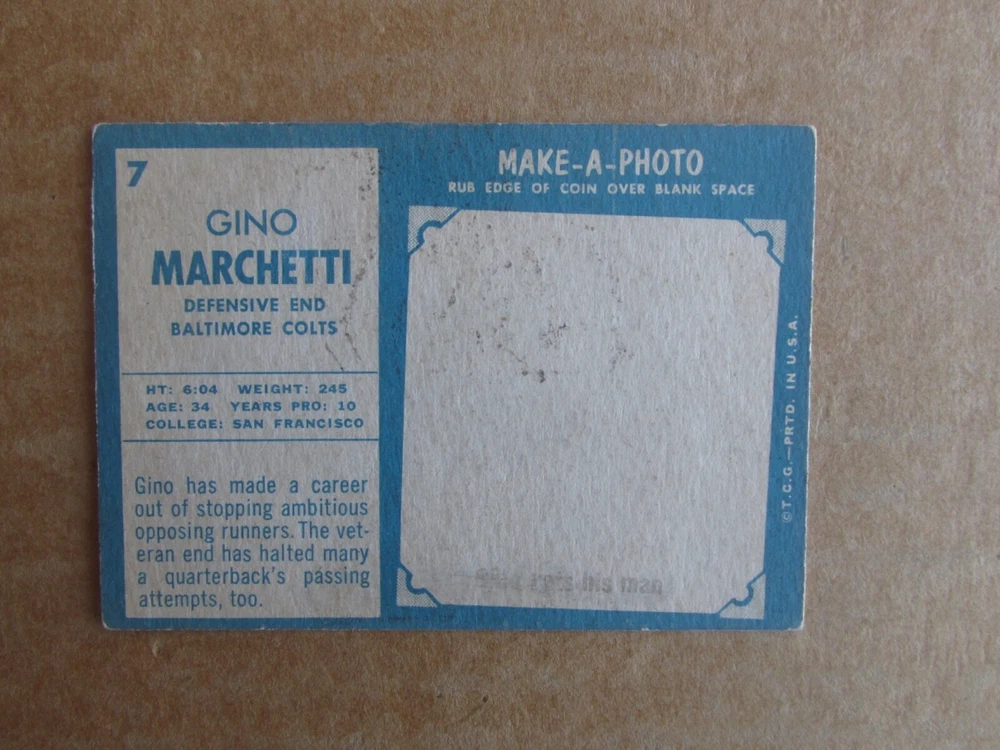 7
GINO
MARCHETTI
DEFENSIVE END
BALTIMORE COLTS
HT: 6:04 WEIGHT: 245
AGE: 34 YEARS PRO: 10
COLLEGE: SAN FRANCISCO
Gino has made a career
out of stopping ambitious
opposing runners. The vet-
eran end has halted many
a quarterback's passing
attempts, too.
MAKE-A-PHOTO
RUB EDGE OF COIN OVER BLANK SPACE
his man
©T.C.G.—PRTD. IN U.S.A.